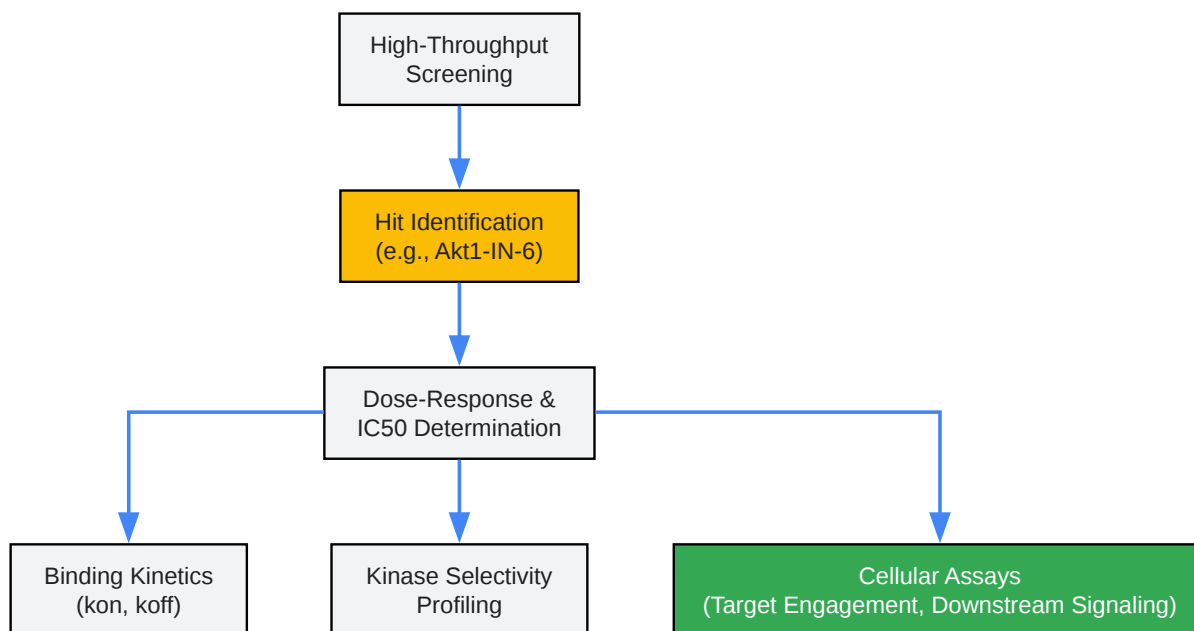 High-Throughput
Screening
Hit Identification
(e.g., Akt1-IN-6)
Dose-Response &
IC50 Determination
Binding Kinetics
(kon, koff)
Kinase Selectivity
Profiling
Cellular Assays
(Target Engagement, Downstream Signaling)